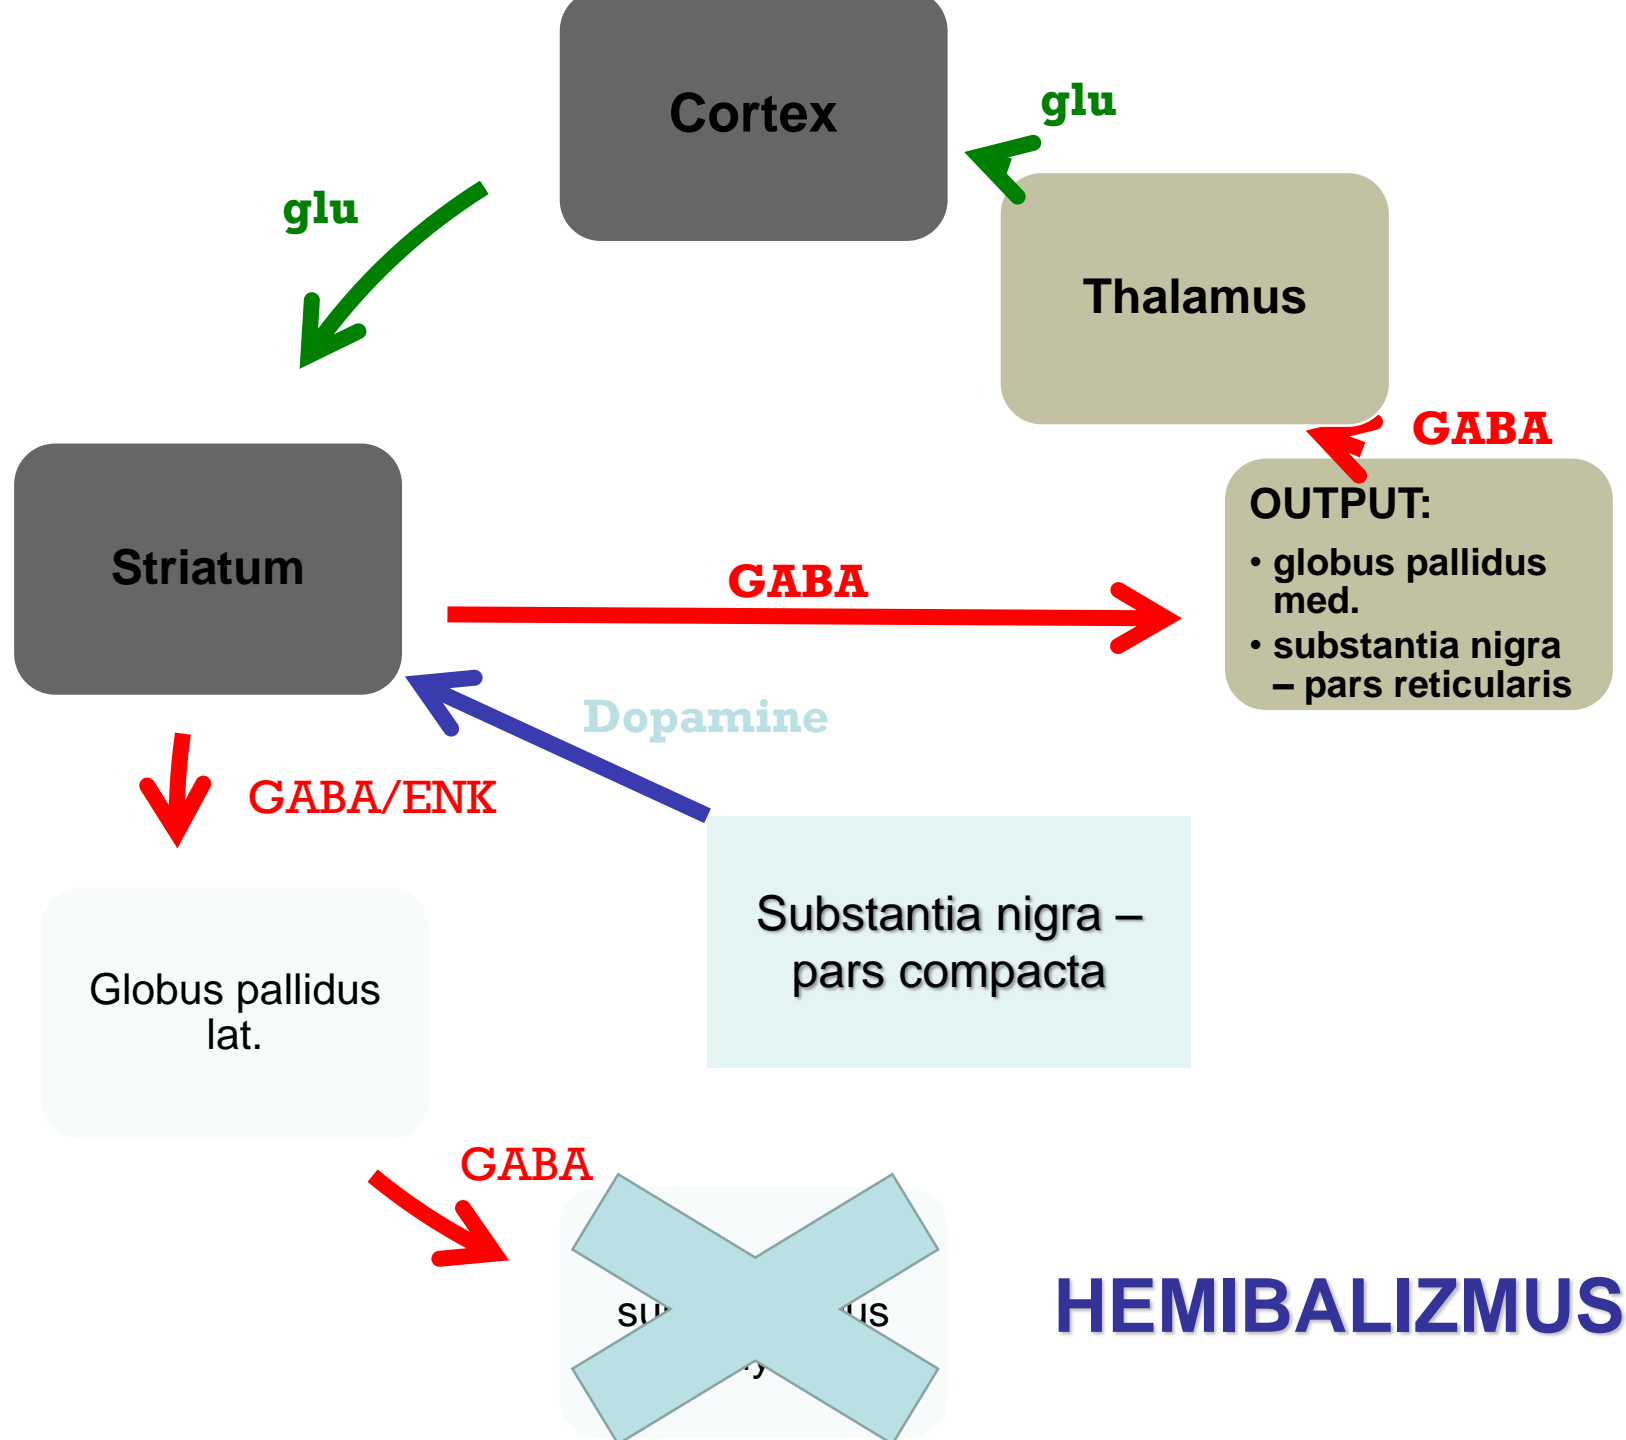 Cortex
glu
glu
Thalamus
GABA
OUTPUT:
• globus pallidus
med.
• substantia nigra
– pars reticularis
Striatum
GABA
Dopamine
GABA/ENK
Substantia nigra –
pars compacta
Globus pallidus
lat.
GABA
HEMIBALIZMUS